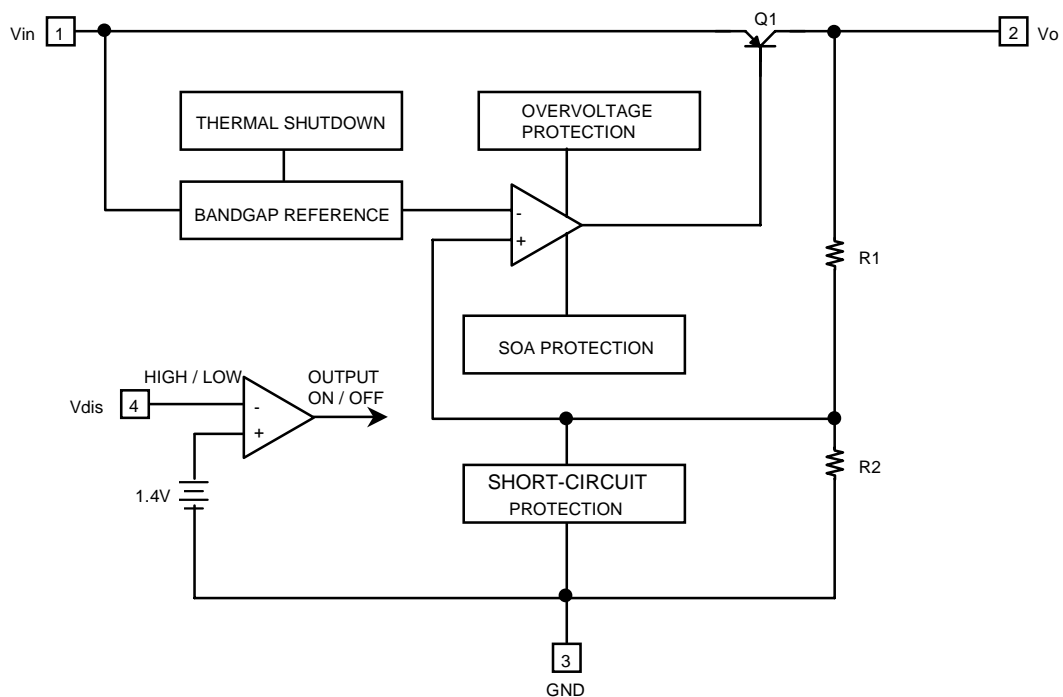 Q1
Vin 1
2 Vo
THERMAL SHUTDOWN
OVERVOLTAGE
PROTECTION
BANDGAP REFERENCE
-
+
R1
SOA PROTECTION
HIGH / LOW
OUTPUT
ON / OFF
Vdis 4
-
+
1.4V
SHORT-CIRCUIT
PROTECTION
R2
3
GND